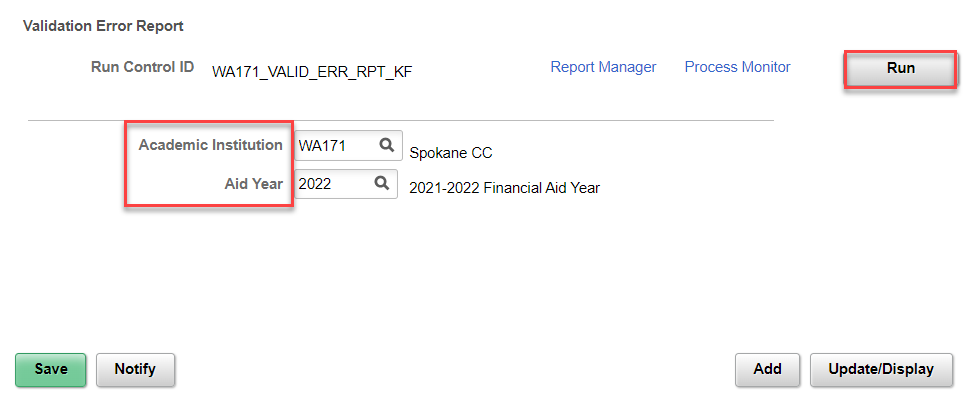 Validation Error Report
Run Control ID WA171_VALID_ERR_RPT_KF Report Manager Process Monitor Run
Academic Institution WA171 Spokane CC
Aid Year 2022 2021-2022 Financial Aid Year
Save Notify Add Update/Display